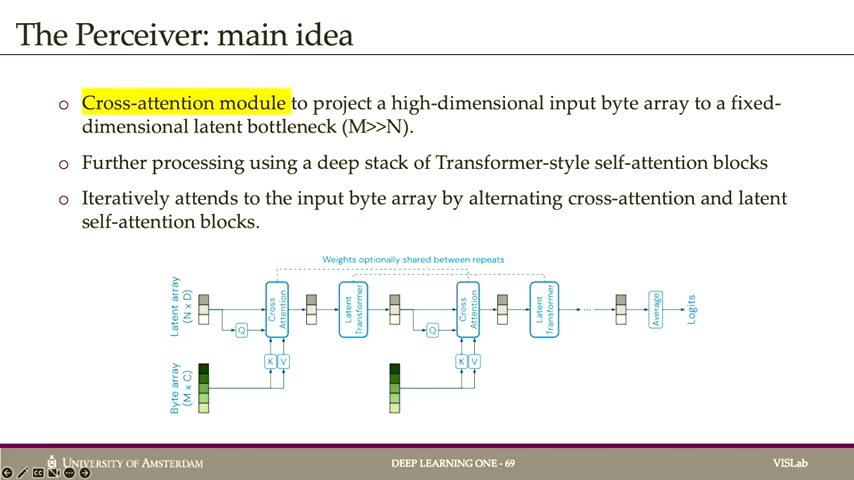 The Perceiver: main idea
o Cross-attention module to project a high-dimensional input byte array to a fixed-
dimensional latent bottleneck (M>>N).
o Further processing using a deep stack of Transformer-style self-attention blocks
o Iteratively attends to the input byte array by alternating cross-attention and latent
self-attention blocks.
Weights optionally shared between repeats
Latent array
(N x D)
Q
Cross
Attention
Latent
Transformer
Q
Cross
Attention
Latent
Transformer
...
Average
Logits
K V
K V
Byte array
(M x C)
UNIVERSITY OF AMSTERDAM
DEEP LEARNING ONE - 69
VISLab